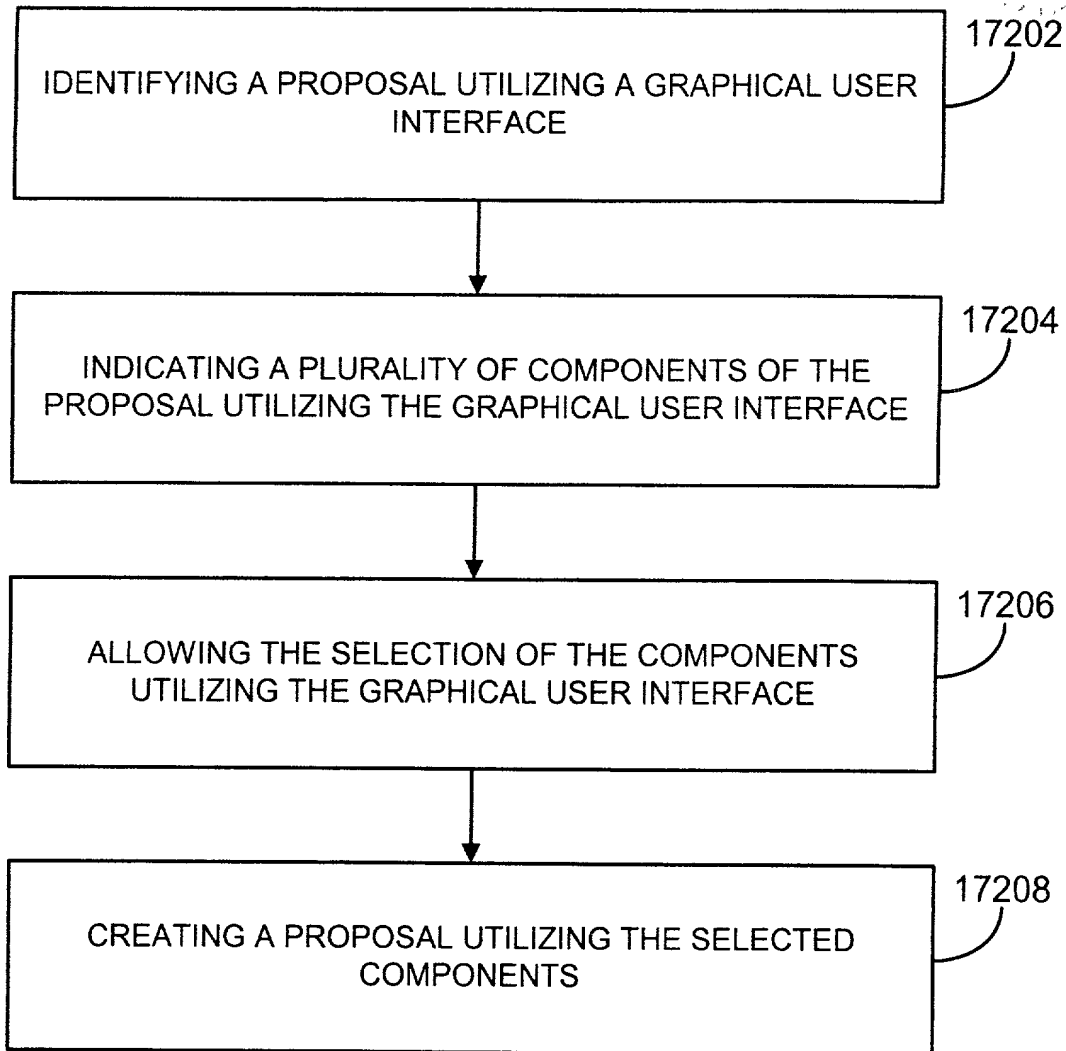 17202
IDENTIFYING A PROPOSAL UTILIZING A GRAPHICAL USER
INTERFACE
17204
INDICATING A PLURALITY OF COMPONENTS OF THE
PROPOSAL UTILIZING THE GRAPHICAL USER INTERFACE
17206
ALLOWING THE SELECTION OF THE COMPONENTS
UTILIZING THE GRAPHICAL USER INTERFACE
17208
CREATING A PROPOSAL UTILIZING THE SELECTED
COMPONENTS